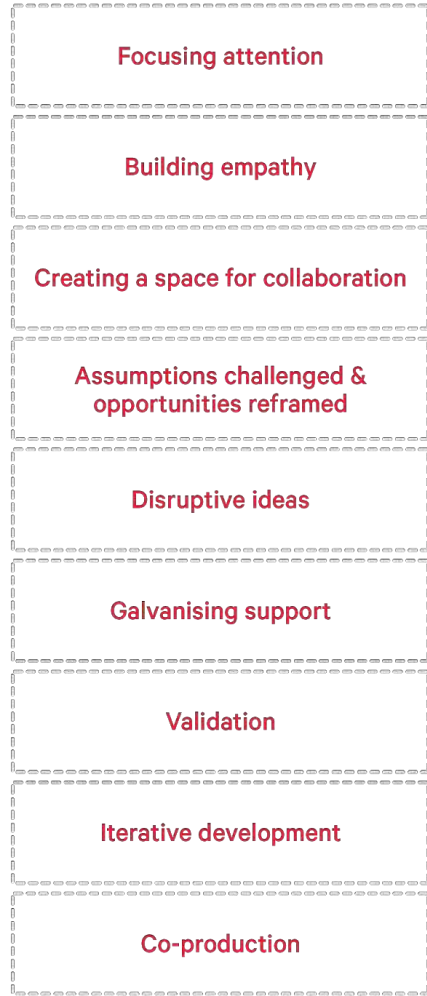 Focusing attention
Building empathy
Creating a space for collaboration
Assumptions challenged &
opportunities reframed
Disruptive ideas
Galvanising support
Validation
Iterative development
Co-production